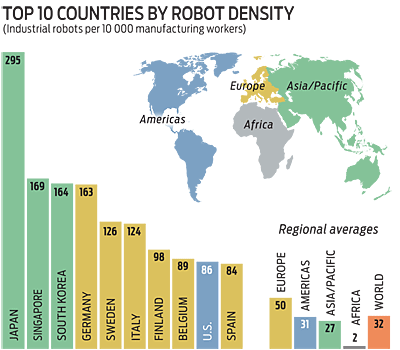 TOP 10 COUNTRIES BY ROBOT DENSITY
(Industrial robots per 10 000 manufacturing workers)
Europe
Asia/Pacific
Americas
Africa
295
169
164
163
126
124
98
89
86
84
JAPAN
SINGAPORE
SOUTH KOREA
GERMANY
SWEDEN
ITALY
FINLAND
BELGIUM
U.S.
SPAIN
Regional averages
EUROPE
AMERICAS
ASIA/PACIFIC
AFRICA
WORLD
50
31
27
2
32